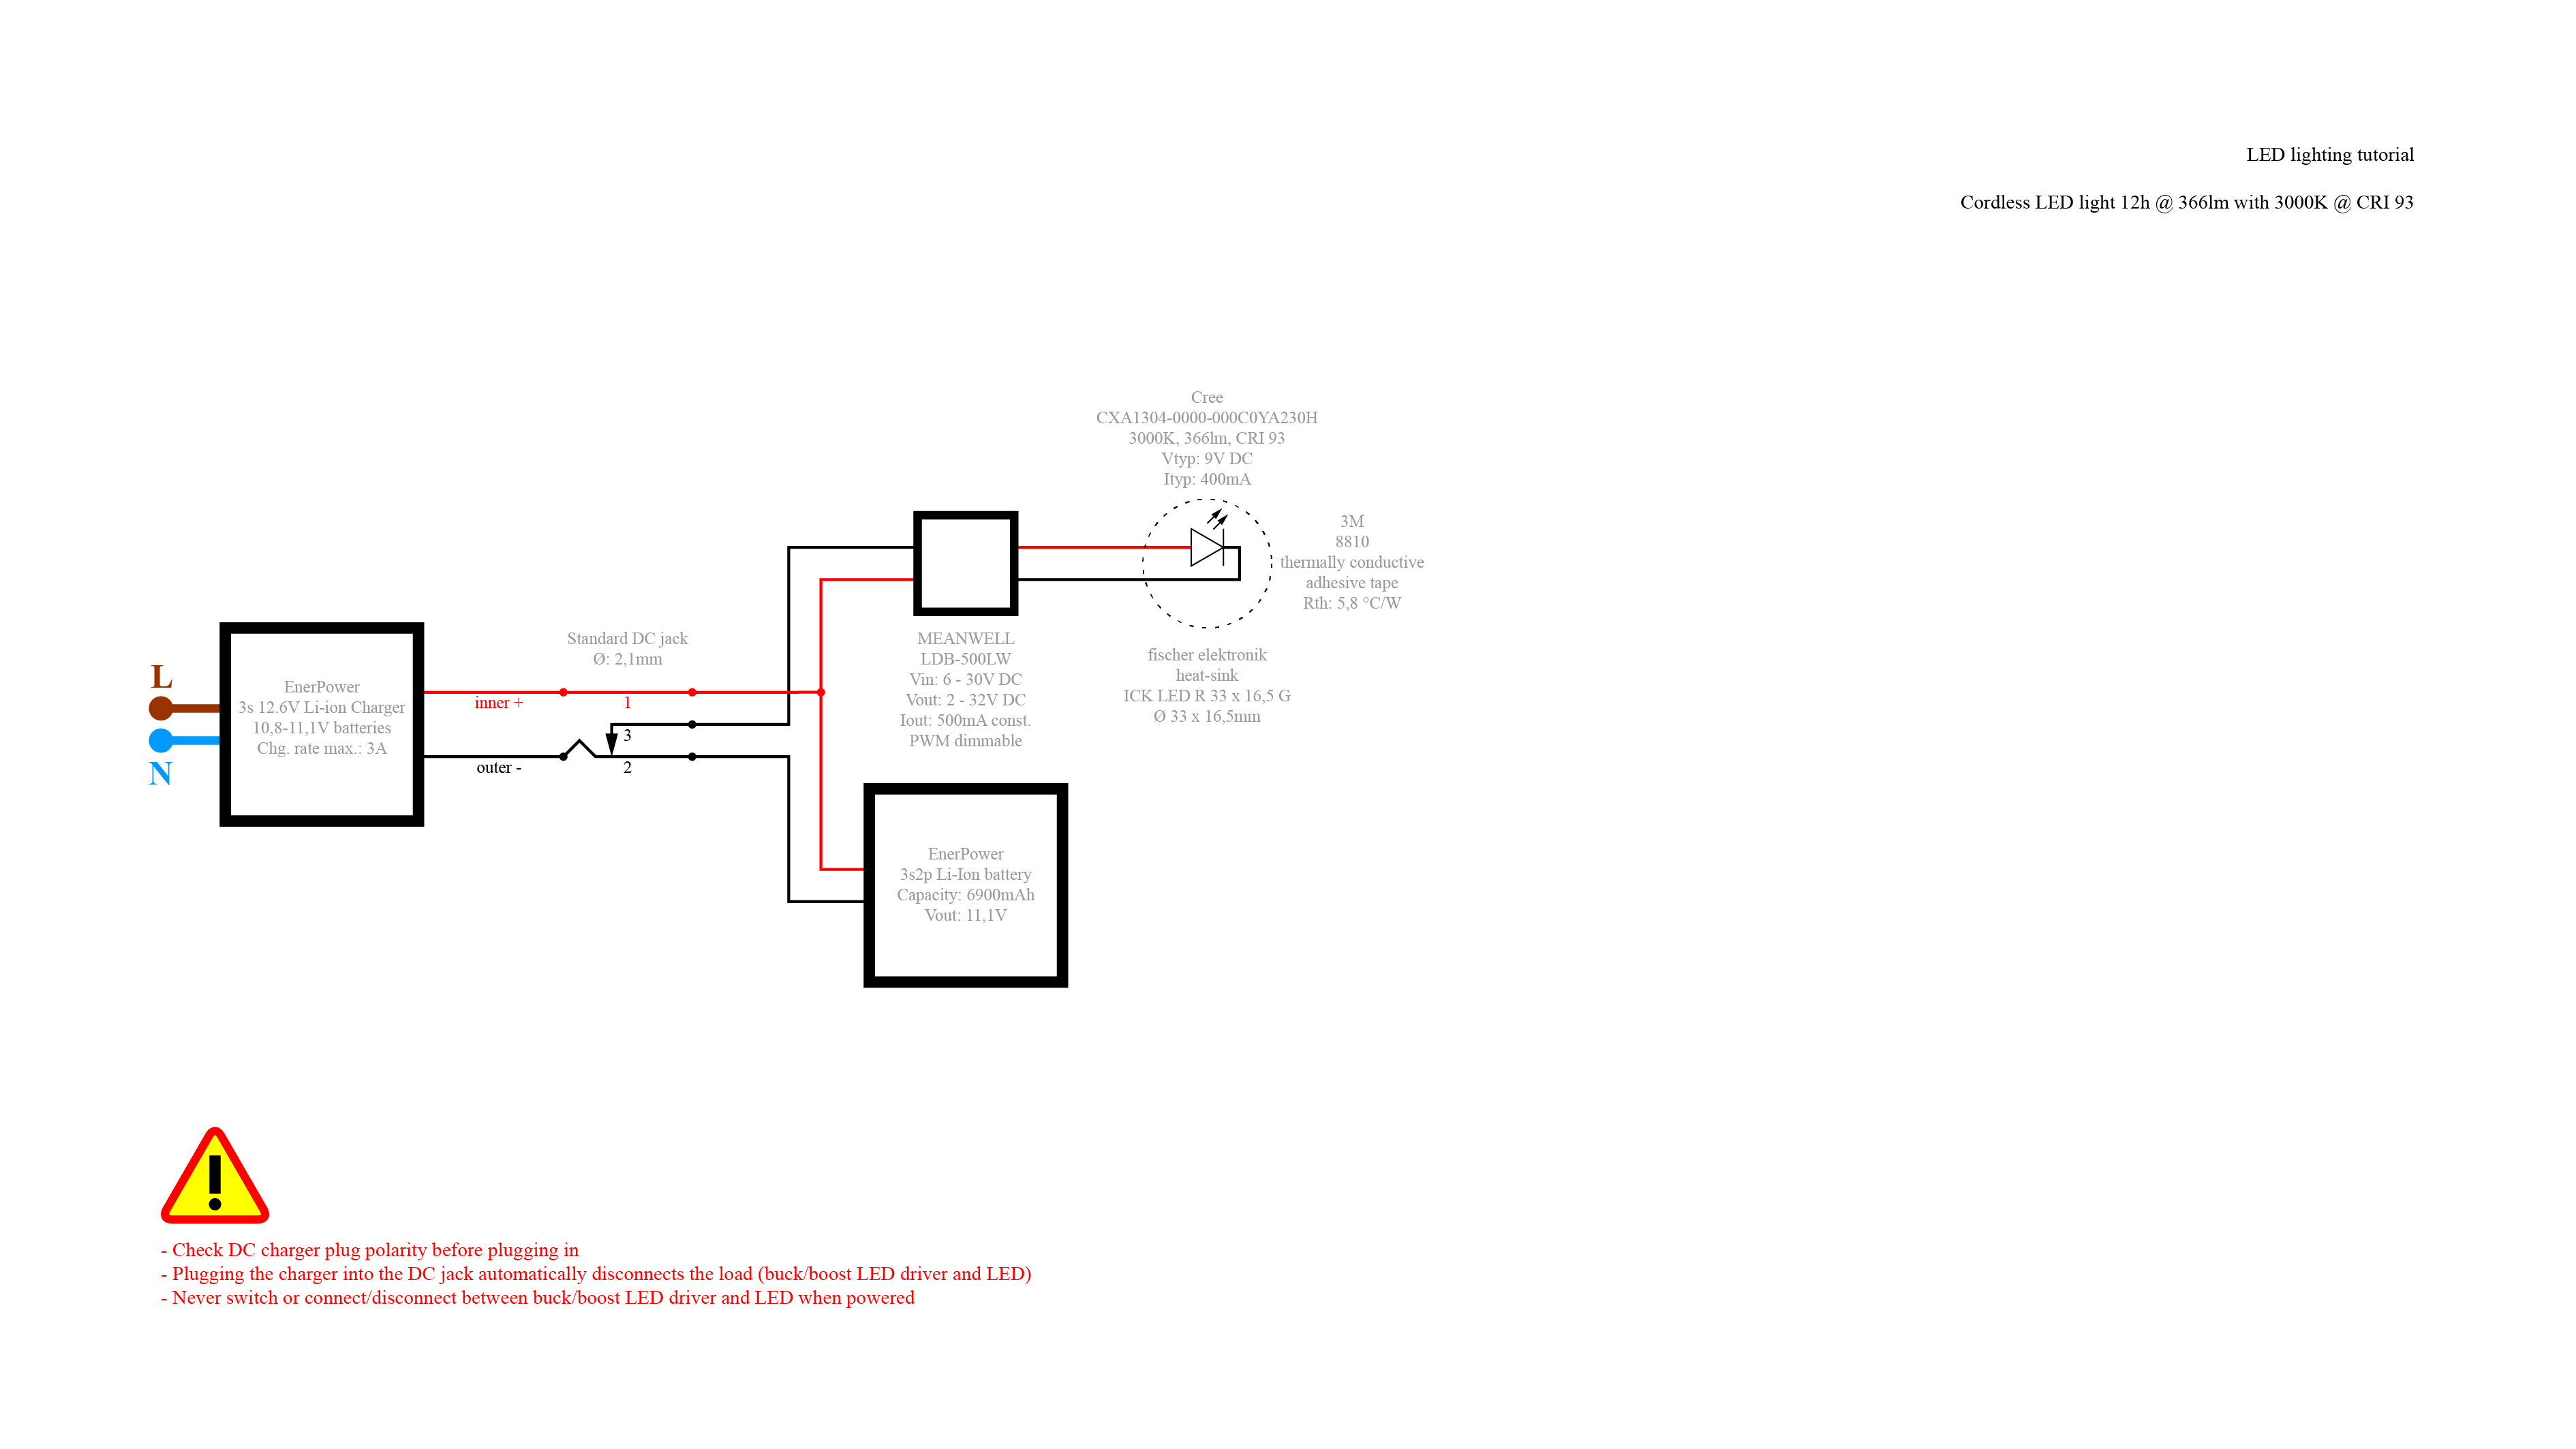 LED lighting tutorial
Cordless LED light 12h @ 366lm with 3000K @ CRI 93
Cree
CXA1304-0000-000C0YA230H
3000K, 366lm, CRI 93
Vtyp: 9V DC
Ityp: 400mA
3M
8810
thermally conductive
adhesive tape
Rth: 5,8 °C/W
fischer elektronik
heat-sink
ICK LED R 33 x 16,5 G
Ø 33 x 16,5mm
MEANWELL
LDB-500LW
Vin: 6 - 30V DC
Vout: 2 - 32V DC
Iout: 500mA const.
PWM dimmable
Standard DC jack
Ø: 2,1mm
L
N
EnerPower
3s 12.6V Li-ion Charger
10,8-11,1V batteries
Chg. rate max.: 3A
inner +
1
3
outer -
2
EnerPower
3s2p Li-Ion battery
Capacity: 6900mAh
Vout: 11,1V
!
- Check DC charger plug polarity before plugging in
- Plugging the charger into the DC jack automatically disconnects the load (buck/boost LED driver and LED)
- Never switch or connect/disconnect between buck/boost LED driver and LED when powered